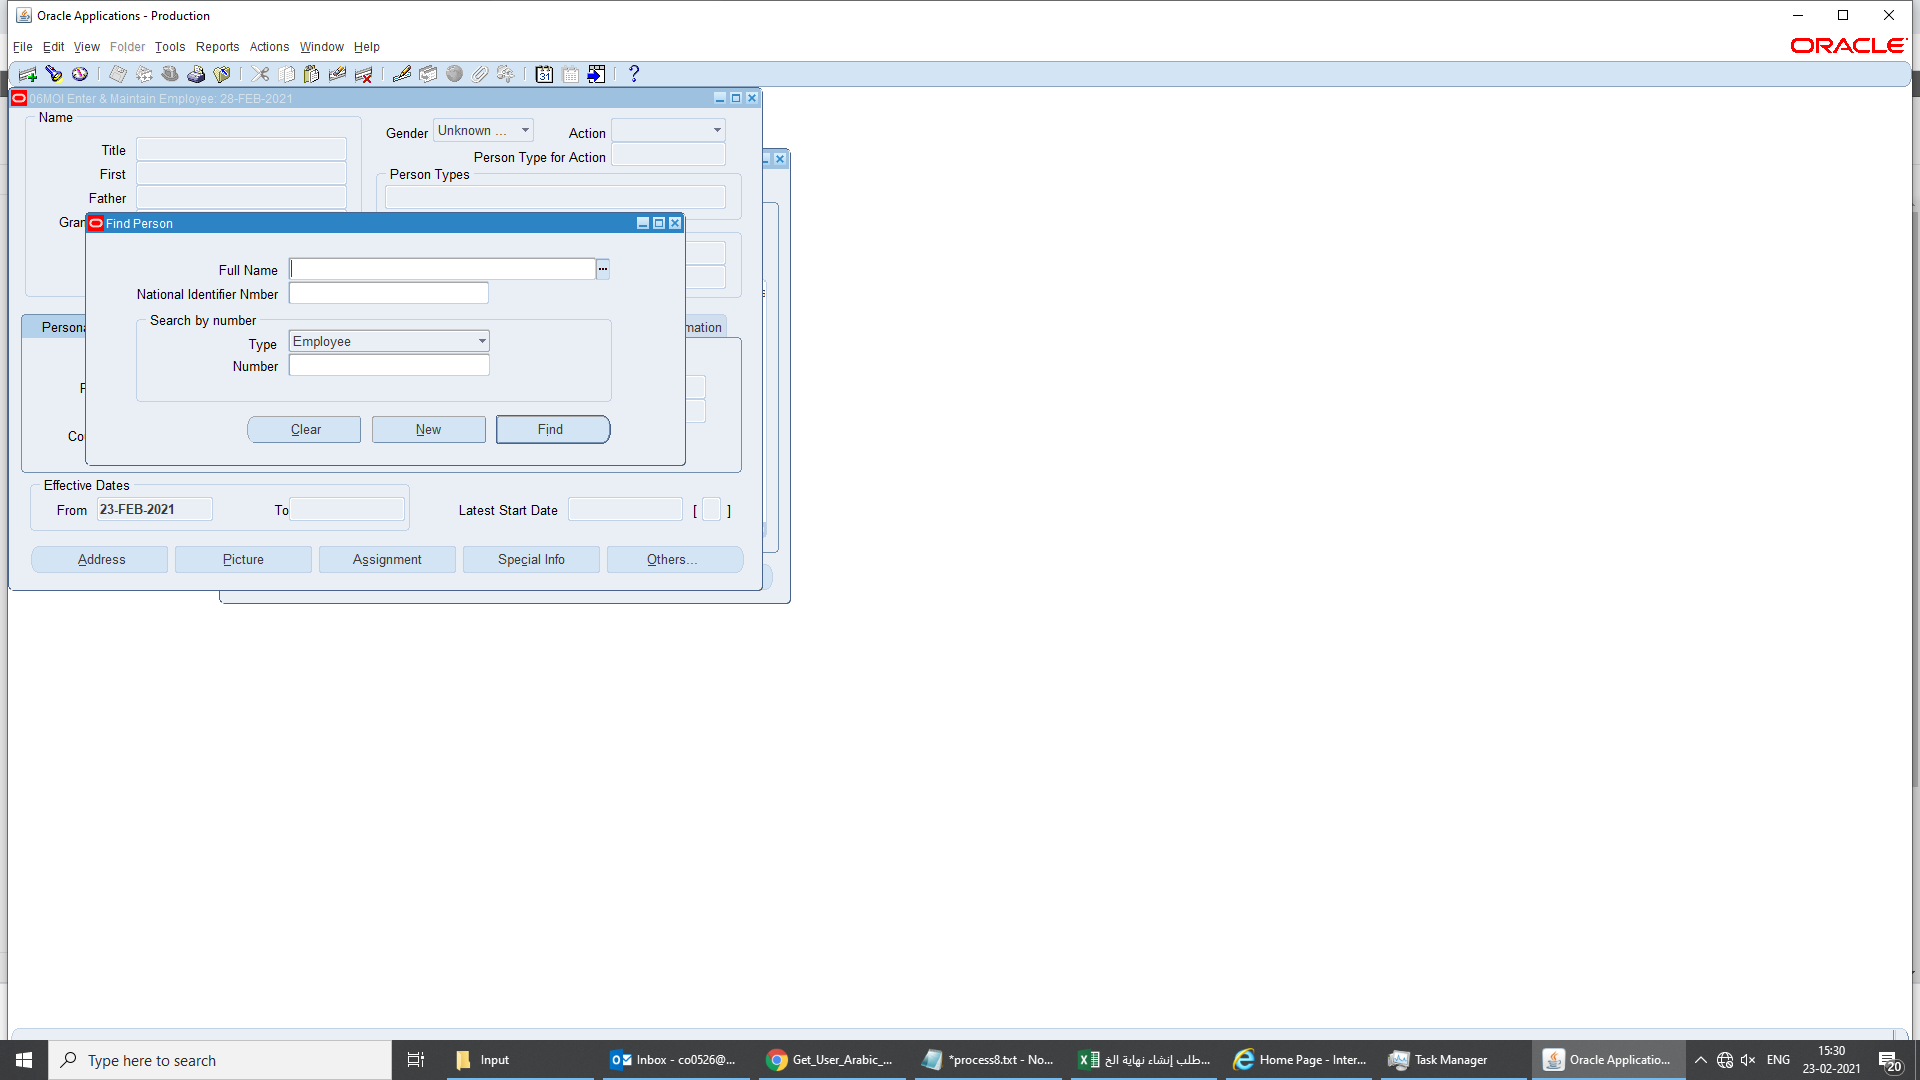 Oracle Applications - Production
File Edit View Folder Tools Reports Actions Window Help
ORACLE
06MOI Enter & Maintain Employee: 28-FEB-2021
Name
Gender Unknown ... Action
Title
Person Type for Action
First
Person Types
Father
Gran
Find Person
Full Name
National Identifier Nmber
Search by number
Persona
mation
Type Employee
Number
Co
Clear New Find
Effective Dates
From 23-FEB-2021 To Latest Start Date [ ]
Address Picture Assignment Special Info Others...
Type here to search
Input
Inbox - co0526@...
Get_User_Arabic_...
*process8.txt - No...
طلب إنشاء نهاية الخ...
Home Page - Inter...
Task Manager
Oracle Applicatio...
ENG
15:30
23-02-2021
20
31